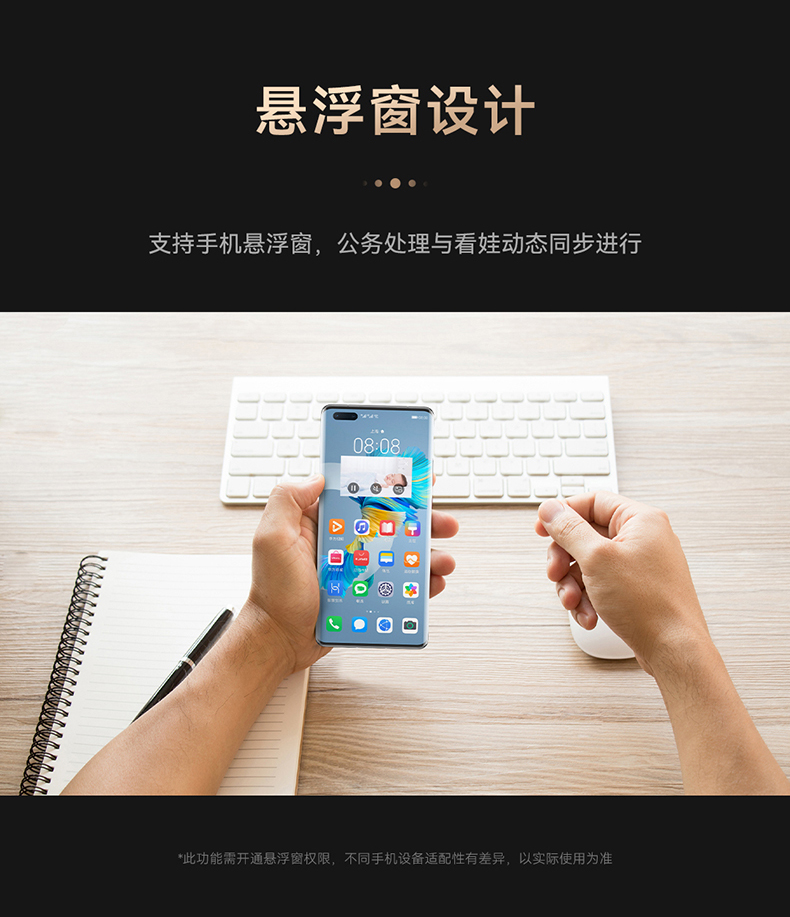 悬浮窗设计
支持手机悬浮窗，公务处理与看娃动态同步进行
08:08
*此功能需开通悬浮窗权限，不同手机设备适配性有差异，以实际使用为准